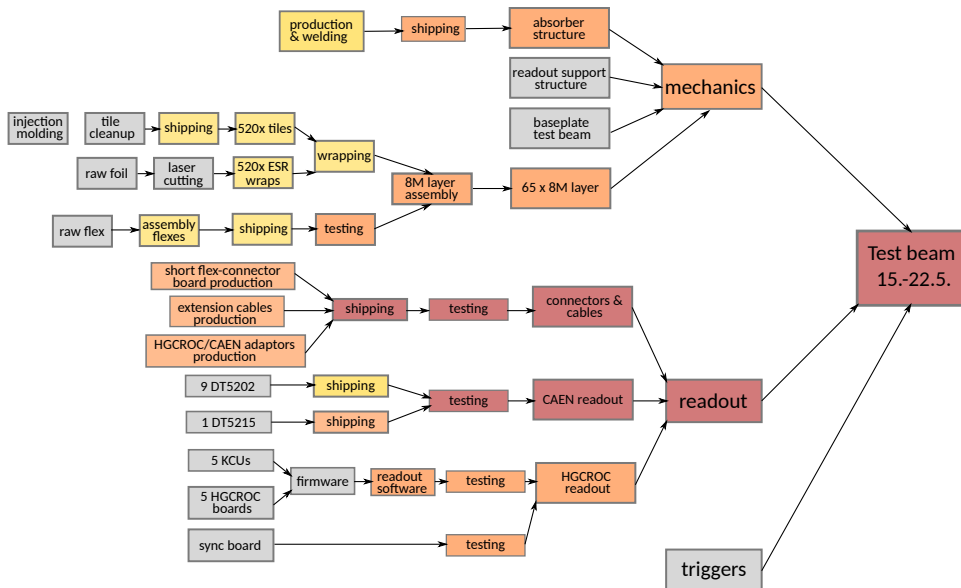 production
& welding
shipping
absorber
structure
readout support
structure
mechanics
baseplate
test beam
injection
molding
tile
cleanup
shipping
520x tiles
wrapping
raw foil
laser
cutting
520x ESR
wraps
8M layer
assembly
65 x 8M layer
raw flex
assembly
flexes
shipping
testing
Test beam
15.-22.5.
short flex-connector
board production
extension cables
production
HGCROC/CAEN adaptors
production
shipping
testing
connectors &
cables
9 DT5202
shipping
1 DT5215
shipping
testing
CAEN readout
readout
5 KCUs
5 HGCROC
boards
firmware
readout
software
testing
HGCROC
readout
sync board
testing
triggers